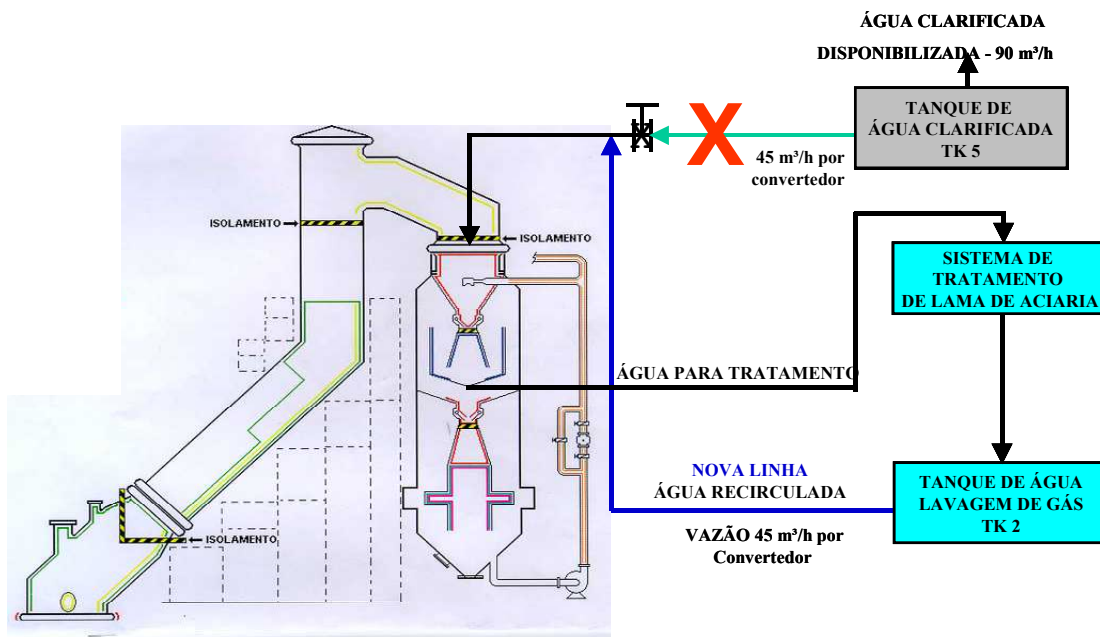 ÁGUA CLARIFICADA
DISPONIBILIZADA - 90 m³/h
TANQUE DE
ÁGUA CLARIFICADA
TK 5
X
45 m³/h por
convertedor
ISOLAMENTO
ISOLAMENTO
SISTEMA DE
TRATAMENTO
DE LAMA DE ACIARIA
ÁGUA PARA TRATAMENTO
NOVA LINHA
ÁGUA RECIRCULADA
TANQUE DE ÁGUA
LAVAGEM DE GÁS
TK 2
VAZÃO 45 m³/h por
Convertedor
ISOLAMENTO